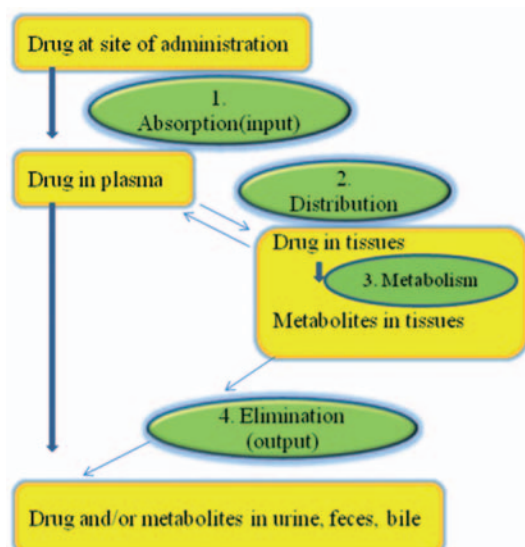 Drug at site of administration
1.
Absorption(input)
Drug in plasma
2.
Distribution
Drug in tissues
3. Metabolism
Metabolites in tissues
4. Elimination
(output)
Drug and/or metabolites in urine, feces, bile